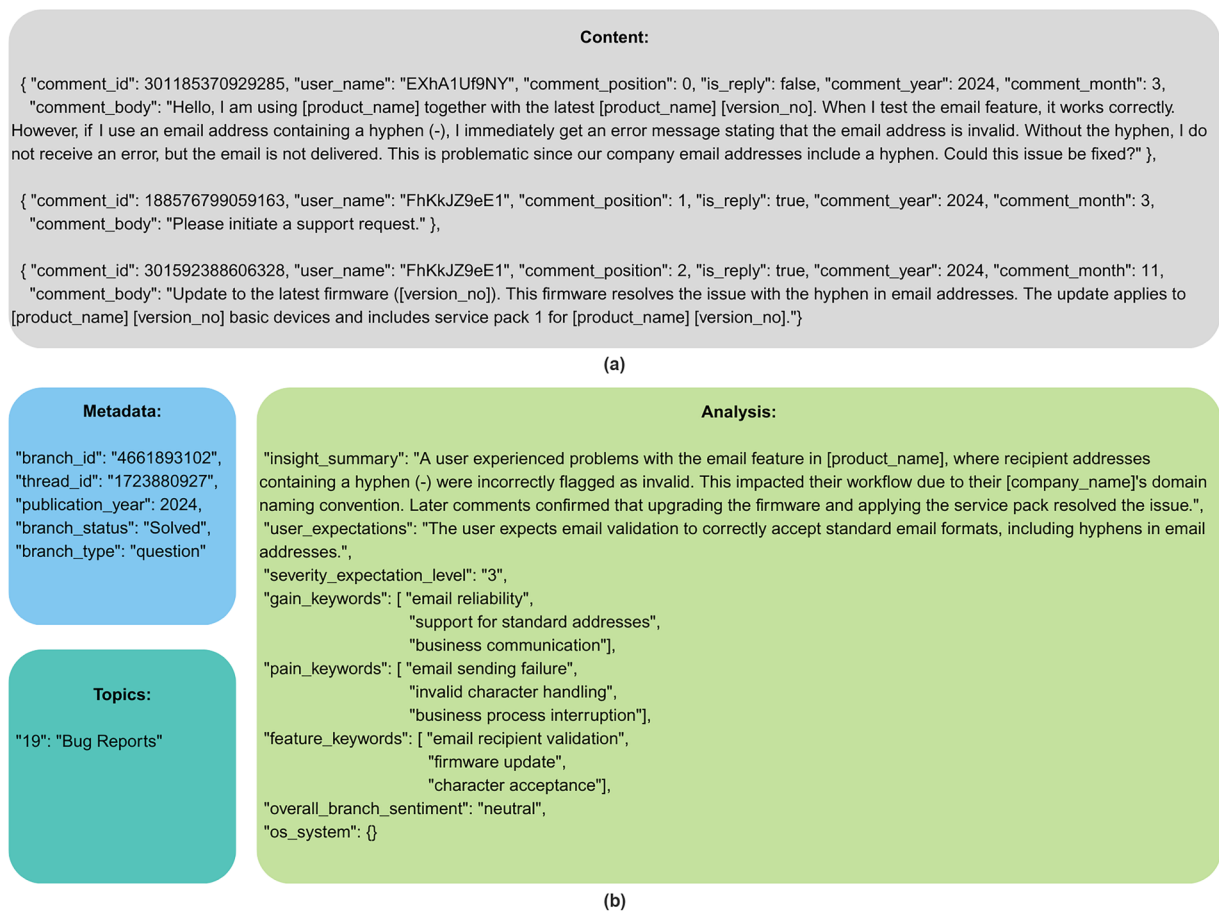 Content:
{ "comment_id": 301185370929285, "user_name": "EXhA1Uf9NY", "comment_position": 0, "is_reply": false, "comment_year": 2024, "comment_month": 3,
"comment_body": "Hello, I am using [product_name] together with the latest [product_name] [version_no]. When I test the email feature, it works correctly.
However, if I use an email address containing a hyphen (-), I immediately get an error message stating that the email address is invalid. Without the hyphen, I do
not receive an error, but the email is not delivered. This is problematic since our company email addresses include a hyphen. Could this issue be fixed?" },
{ "comment_id": 188576799059163, "user_name": "FhKkJZ9eE1", "comment_position": 1, "is_reply": true, "comment_year": 2024, "comment_month": 3,
"comment_body": "Please initiate a support request." },
{ "comment_id": 301592388606328, "user_name": "FhKkJZ9eE1", "comment_position": 2, "is_reply": true, "comment_year": 2024, "comment_month": 11,
"comment_body": "Update to the latest firmware ([version_no]). This firmware resolves the issue with the hyphen in email addresses. The update applies to
[product_name] [version_no] basic devices and includes service pack 1 for [product_name] [version_no]."}
(a)
Metadata:
"branch_id": "4661893102",
"thread_id": "1723880927",
"publication_year": 2024,
"branch_status": "Solved",
"branch_type": "question"
Topics:
"19": "Bug Reports"
Analysis:
"insight_summary": "A user experienced problems with the email feature in [product_name], where recipient addresses
containing a hyphen (-) were incorrectly flagged as invalid. This impacted their workflow due to their [company_name]'s domain
naming convention. Later comments confirmed that upgrading the firmware and applying the service pack resolved the issue.",
"user_expectations": "The user expects email validation to correctly accept standard email formats, including hyphens in email
addresses.",
"severity_expectation_level": "3",
"gain_keywords": [ "email reliability",
"support for standard addresses",
"business communication"],
"pain_keywords": [ "email sending failure",
"invalid character handling",
"business process interruption"],
"feature_keywords": [ "email recipient validation",
"firmware update",
"character acceptance"],
"overall_branch_sentiment": "neutral",
"os_system": {}
(b)